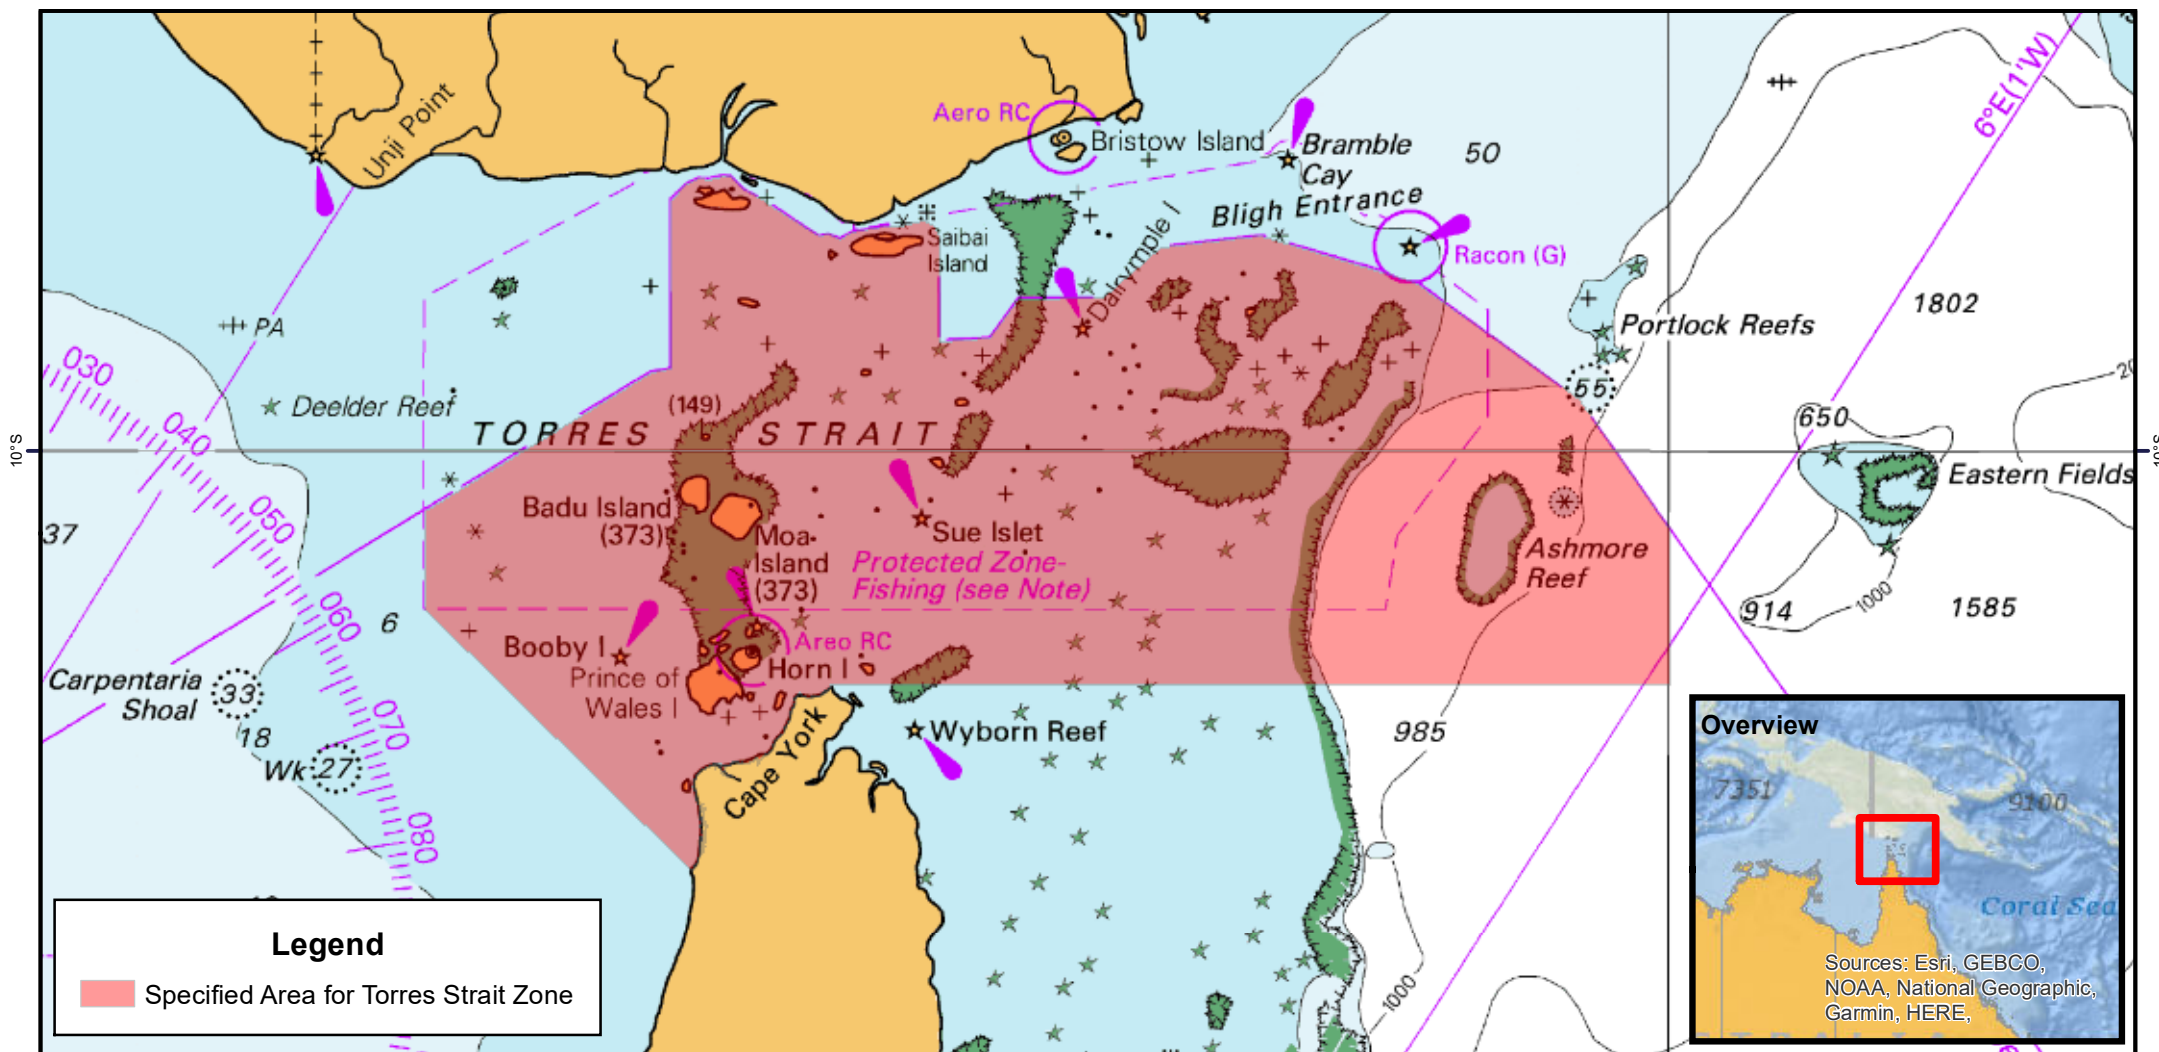 6°E(1'W)
Aero RC
Unji Point
Bristow Island
Bramble
Cay
50
Bligh Entrance
Saibai
Island
Dalrymple I
Racon (G)
1802
PA
Portlock Reefs
030
55
20
Deelder Reef
(149)
650
040
TORRES STRAIT
10°S
10°S
Eastern Fields
050
Badu Island
(373)
Moa
Island
(373)
Sue Islet
37
Protected Zone-
Fishing (see Note)
Ashmore
Reef
060
6
914
1000
1585
Booby I
Areo RC
Horn I
Prince of
Wales I
Carpentaria
Shoal
33
18
070
Wk 27
Wyborn Reef
985
Cape York
080
1000
Overview
7351
9100
Coral Sea
Sources: Esri, GEBCO,
NOAA, National Geographic,
Garmin, HERE,
Legend
Specified Area for Torres Strait Zone